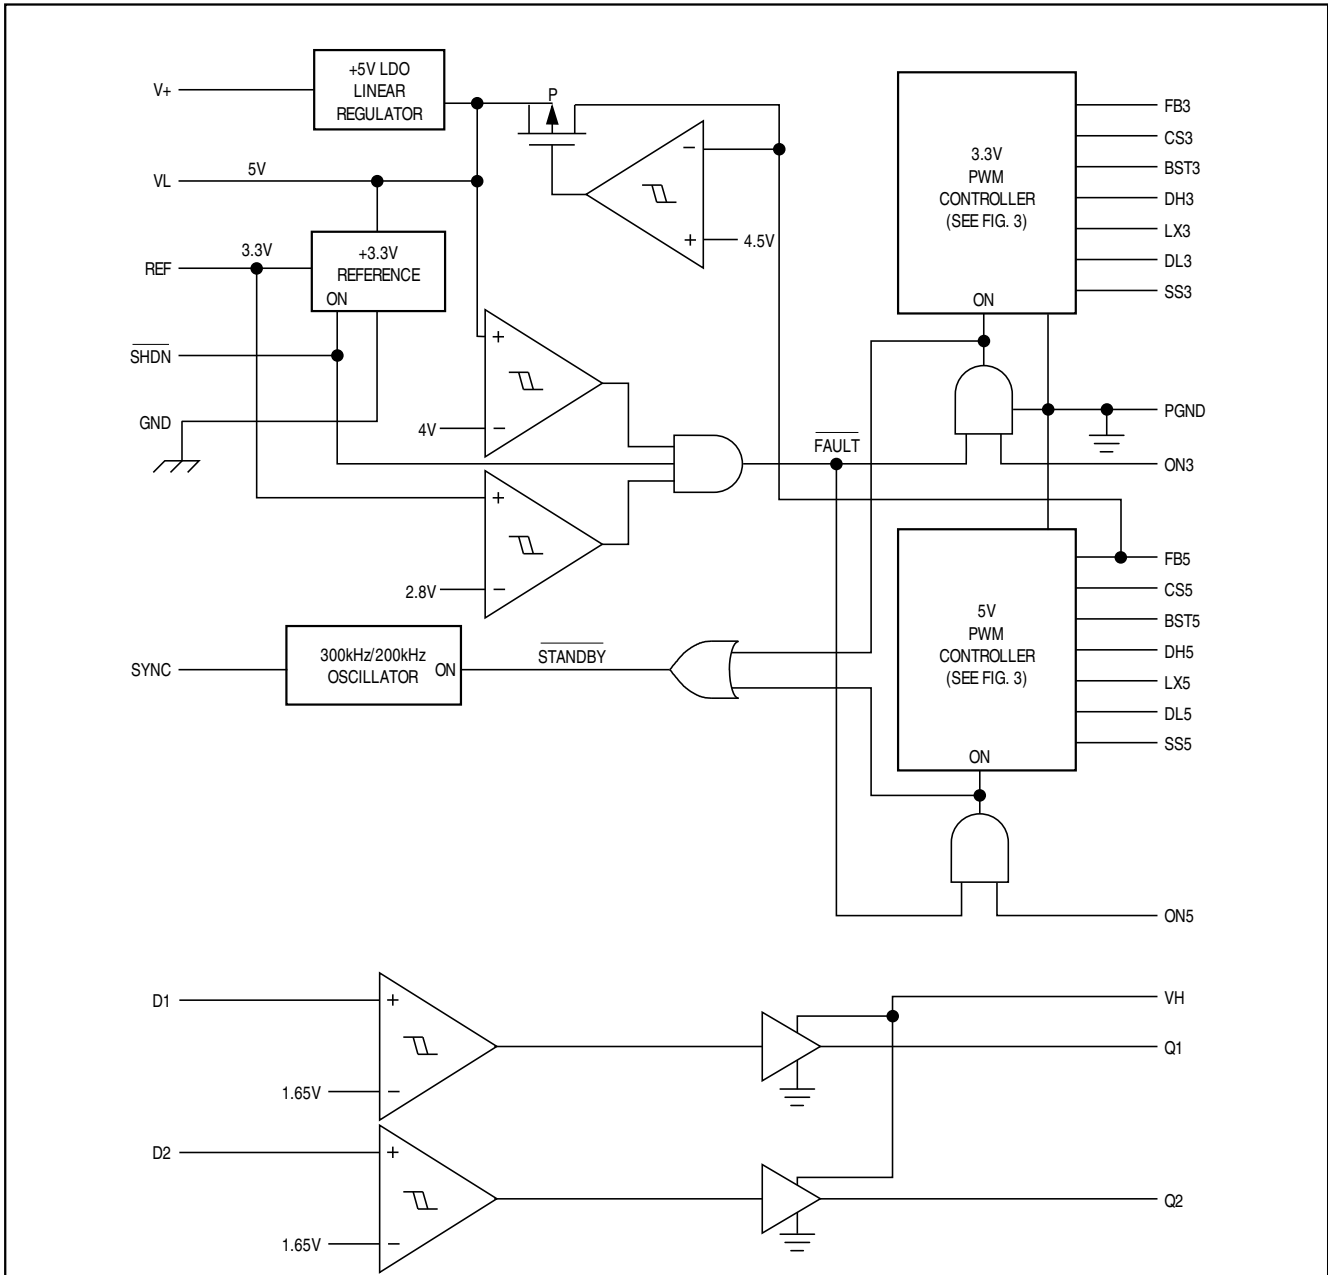 +5V LDO
LINEAR
REGULATOR
V+
P
FB3
CS3
3.3V
PWM
CONTROLLER
(SEE FIG. 3)
BST3
DH3
LX3
DL3
SS3
ON
VL
5V
−
+
4.5V
REF
3.3V
+3.3V
REFERENCE
ON
SHDN
+
4V
−
GND
FAULT
PGND
ON3
+
2.8V
−
FB5
CS5
5V
PWM
CONTROLLER
(SEE FIG. 3)
BST5
DH5
LX5
DL5
SS5
ON
SYNC
300kHz/200kHz
OSCILLATOR
ON
STANDBY
ON5
D1
+
1.65V
−
VH
Q1
D2
+
1.65V
−
Q2